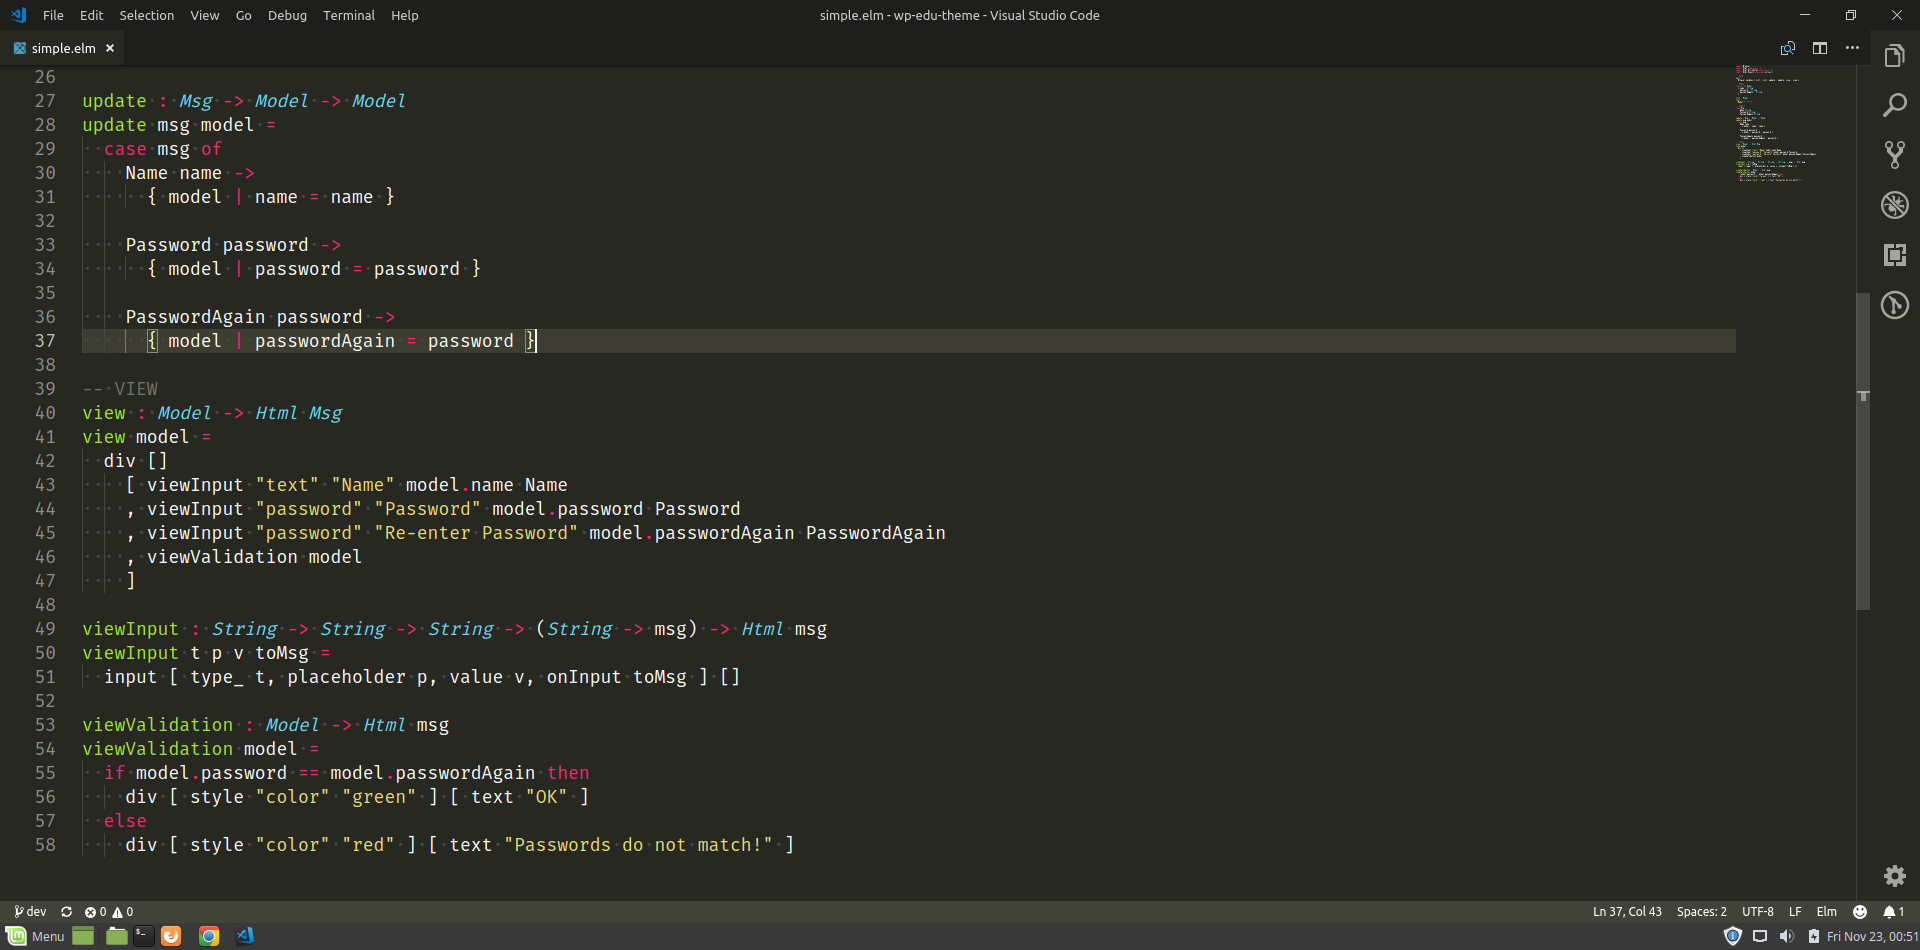 File Edit Selection View Go Debug Terminal Help
simple.elm - wp-edu-theme - Visual Studio Code
simple.elm
26
27 update : Msg -> Model -> Model
28 update msg model =
29 case msg of
30 Name name ->
31 { model | name = name }
32
33 Password password ->
34 { model | password = password }
35
36 PasswordAgain password ->
37 { model | passwordAgain = password }
38
39 -- VIEW
40 view : Model -> Html Msg
41 view model =
42 div []
43 [ viewInput "text" "Name" model.name Name
44 , viewInput "password" "Password" model.password Password
45 , viewInput "password" "Re-enter Password" model.passwordAgain PasswordAgain
46 , viewValidation model
47 ]
48
49 viewInput : String -> String -> String -> (String -> msg) -> Html msg
50 viewInput t p v toMsg =
51 input [ type_ t, placeholder p, value v, onInput toMsg ] []
52
53 viewValidation : Model -> Html msg
54 viewValidation model =
55 if model.password == model.passwordAgain then
56 div [ style "color" "green" ] [ text "OK" ]
57 else
58 div [ style "color" "red" ] [ text "Passwords do not match!" ]
dev 0 0 Ln 37, Col 43 Spaces: 2 UTF-8 LF Elm 1
Menu Fri Nov 23, 00:51